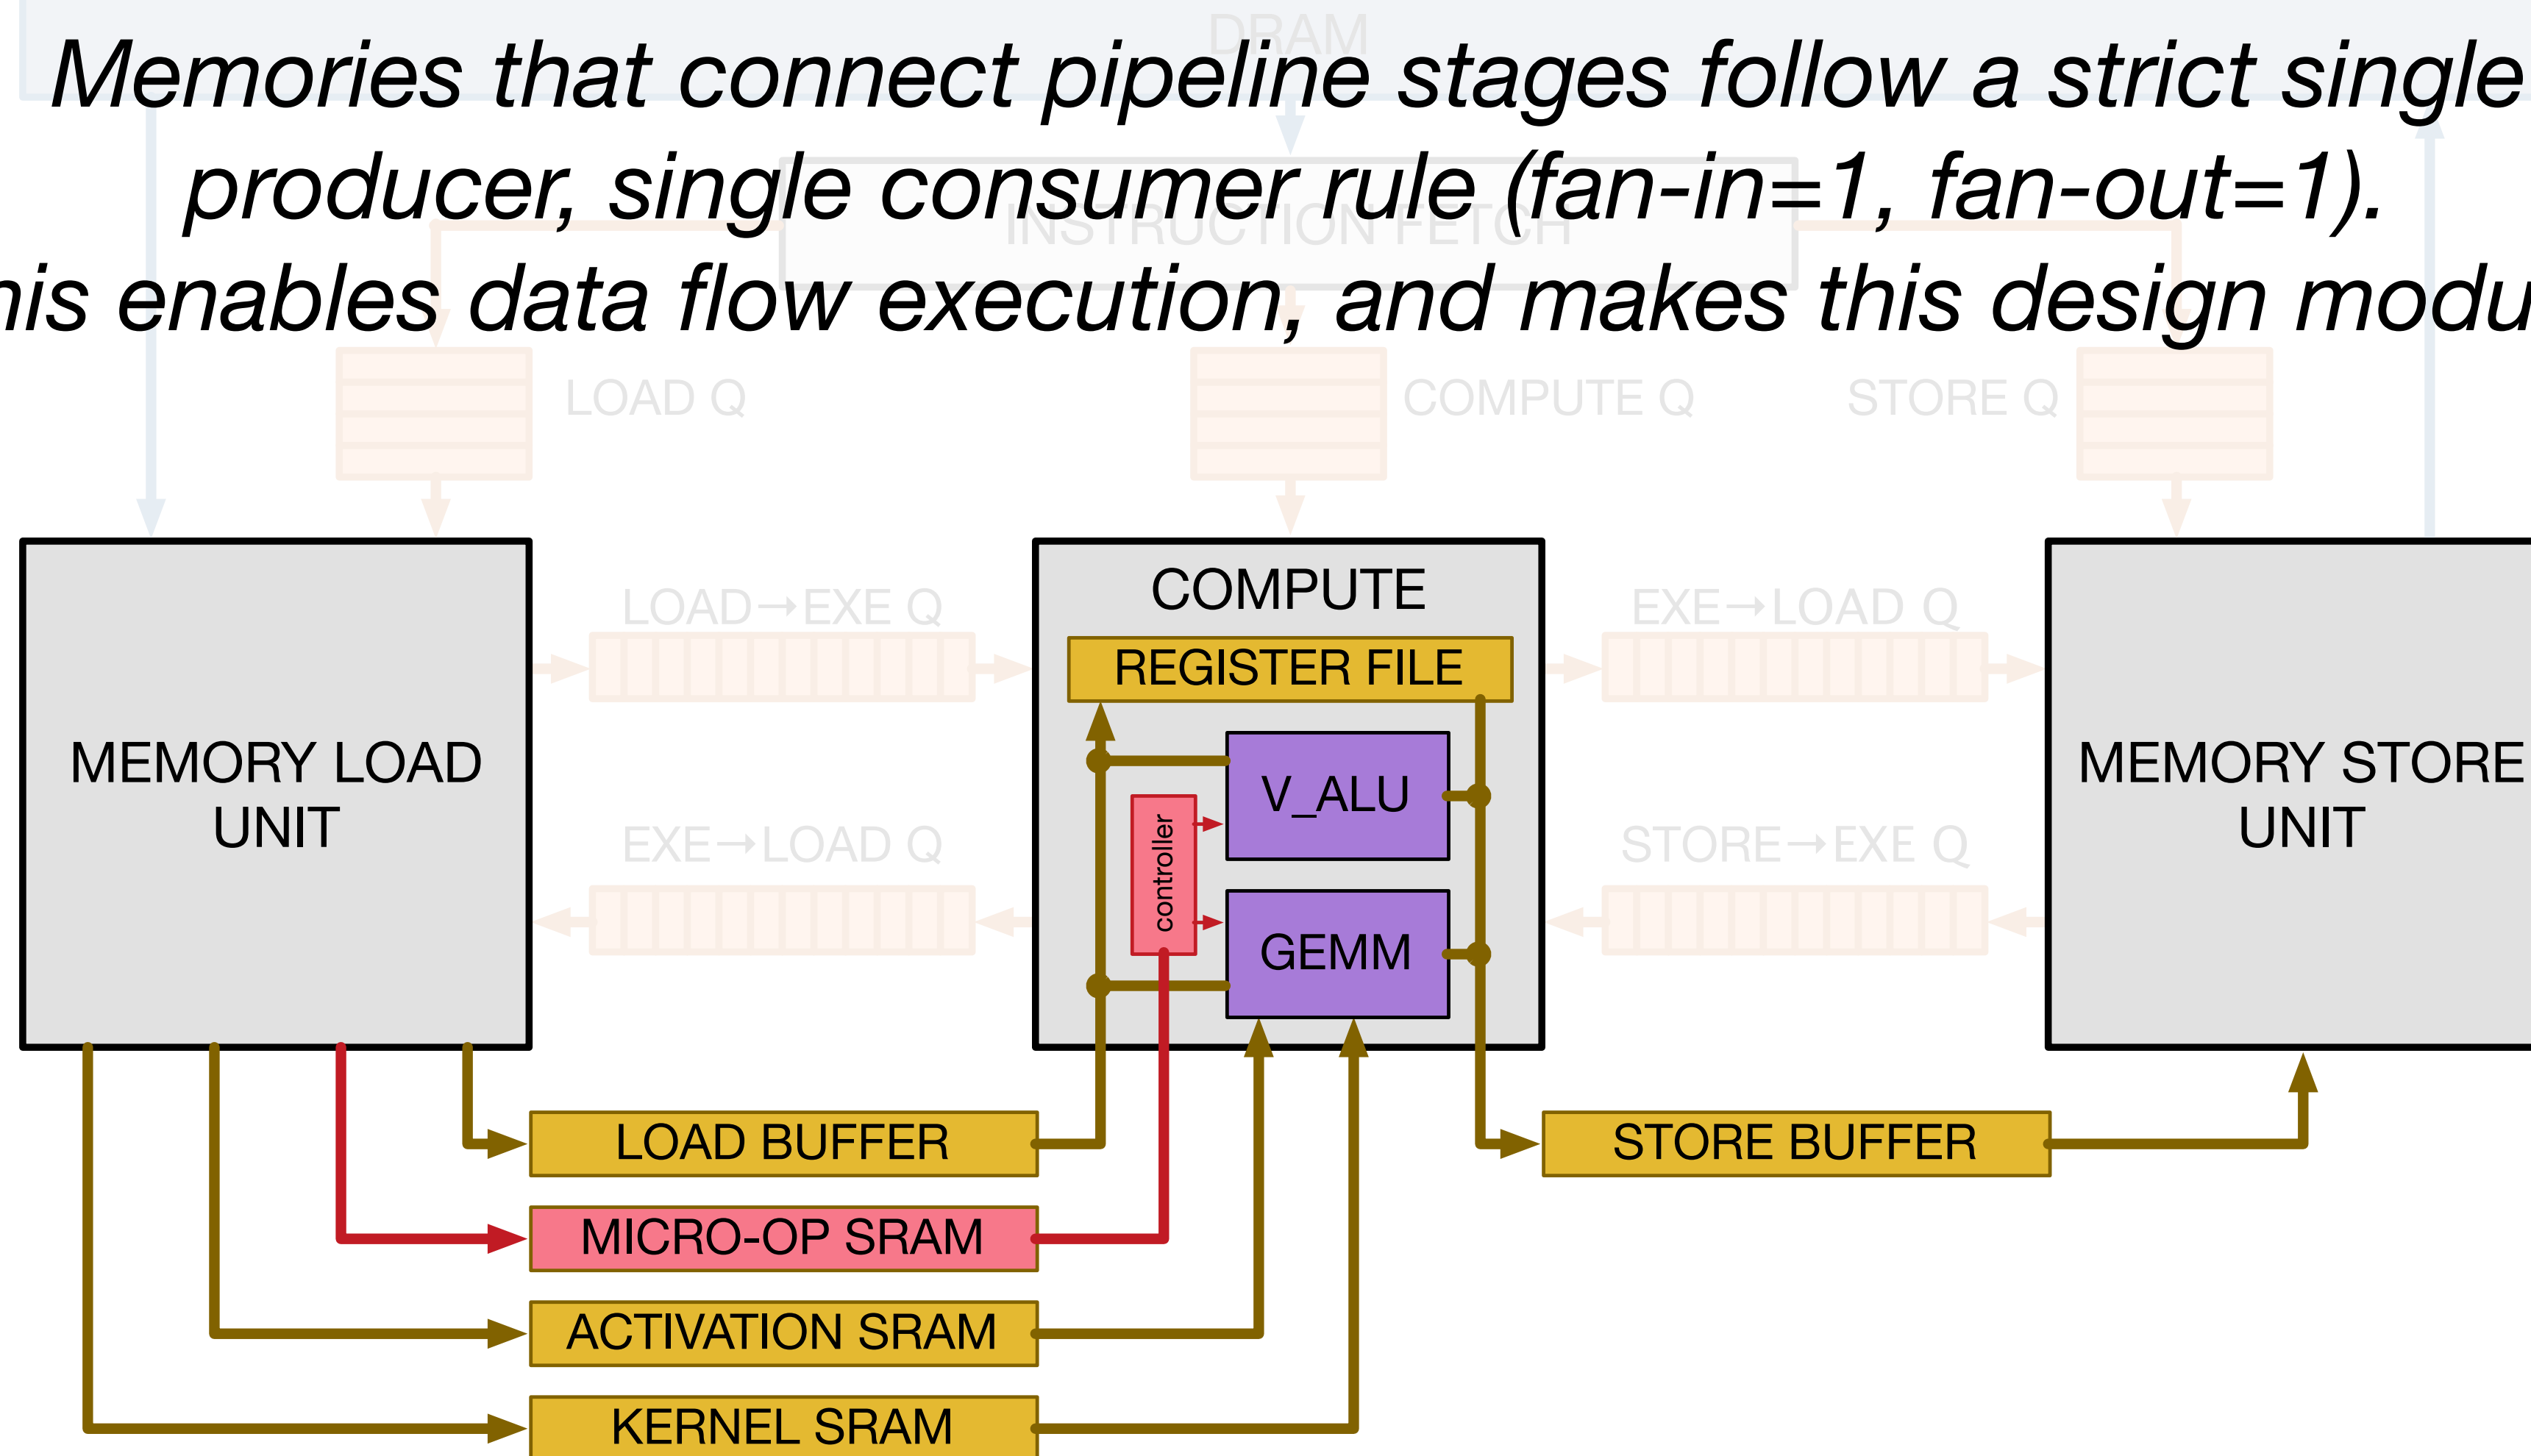 DRAM
Memories that connect pipeline stages follow a strict single
producer, single consumer rule (fan-in=1, fan-out=1).
INSTRUCTION FETCH
enables data flow execution, and makes this design
LOAD Q
COMPUTE Q
STORE Q
COMPUTE
LOAD→EXE Q
EXE→LOAD Q
REGISTER FILE
MEMORY LOAD
UNIT
V_ALU
MEMORY STORE
UNIT
controller
EXE→LOAD Q
STORE→EXE Q
GEMM
LOAD BUFFER
STORE BUFFER
MICRO-OP SRAM
ACTIVATION SRAM
KERNEL SRAM